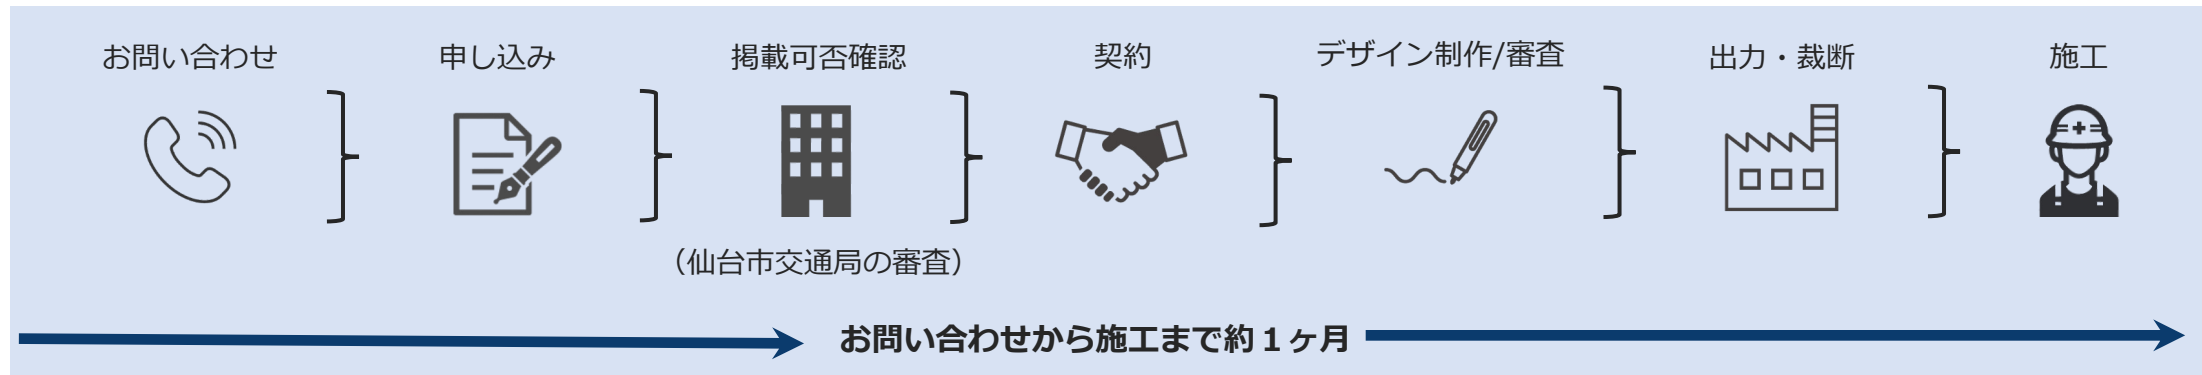 お問い合わせ
申し込み
掲載可否確認
契約
デザイン制作/審査
出力・裁断
施工
（仙台市交通局の審査）
お問い合わせから施工まで約１ヶ月